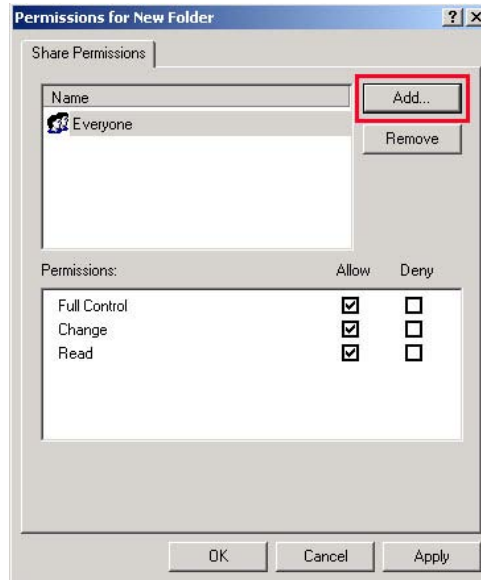 Permissions for New Folder
Share Permissions
Name
Everyone
Add...
Remove
Permissions: Allow Deny
Full Control
Change
Read
OK Cancel Apply